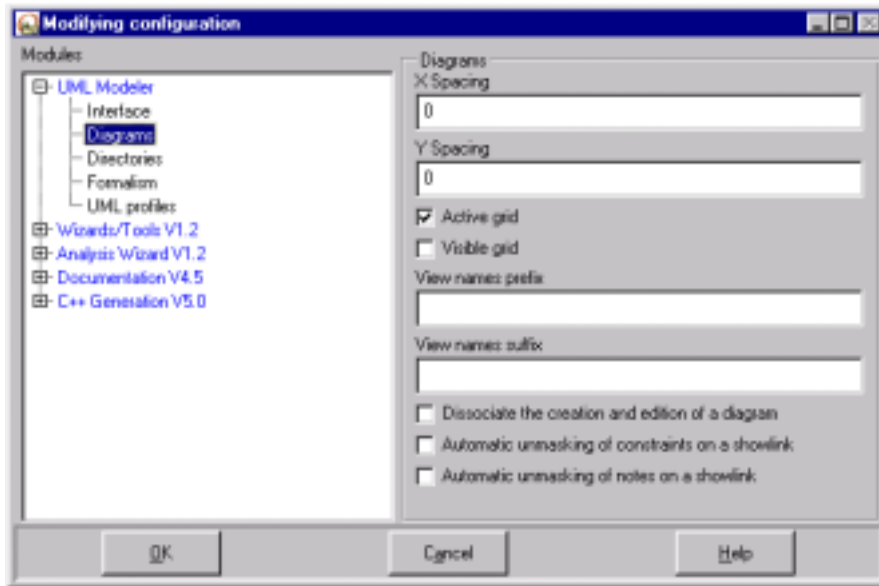 Modifying configuration
Modules
UML Modeler
Interface
Diagrams
Directories
Formalism
UML profiles
Wizards/Tools V1.2
Analysis Wizard V1.2
Documentation V4.5
C++ Generation V5.0
Diagrams
X Spacing
0
Y Spacing
0
Active grid
Visible grid
View names prefix
View names suffix
Dissociate the creation and edition of a diagram
Automatic unmasking of constraints on a showlink
Automatic unmasking of notes on a showlink
OK
Cancel
Help